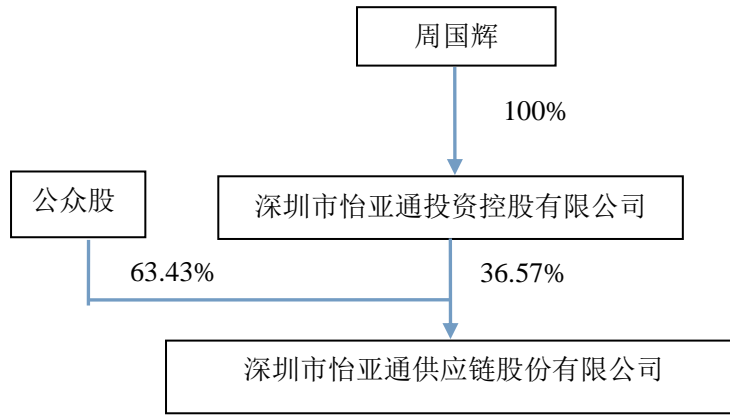 周国辉
100%
公众股
深圳市怡亚通投资控股有限公司
63.43%
36.57%
深圳市怡亚通供应链股份有限公司